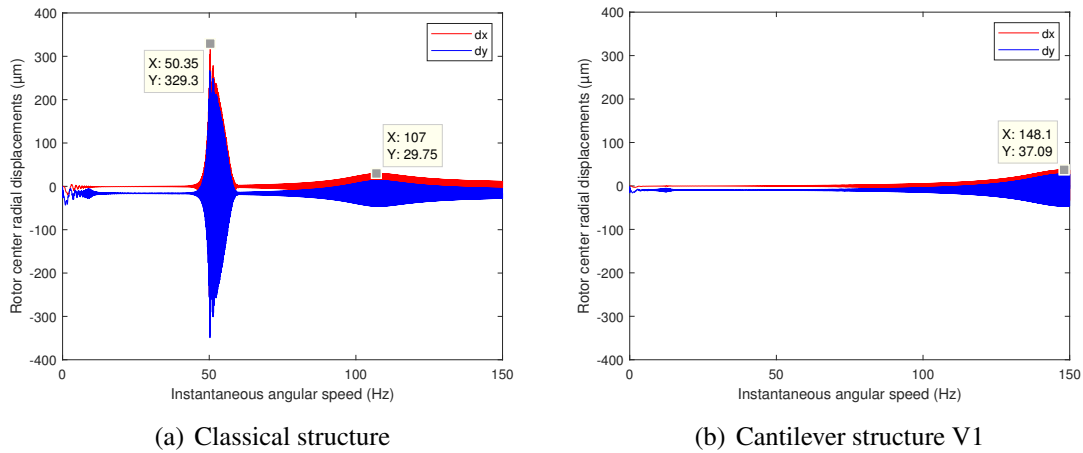 400
300
200
100
0
-100
-200
-300
-400
Rotor center radial displacements (µm)
X: 50.35
Y: 329.3
X: 107
Y: 29.75
dx
dy
0
50
100
150
Instantaneous angular speed (Hz)
(a) Classical structure
400
300
200
100
0
-100
-200
-300
-400
Rotor center radial displacements (µm)
dx
dy
X: 148.1
Y: 37.09
0
50
100
150
Instantaneous angular speed (Hz)
(b) Cantilever structure V1